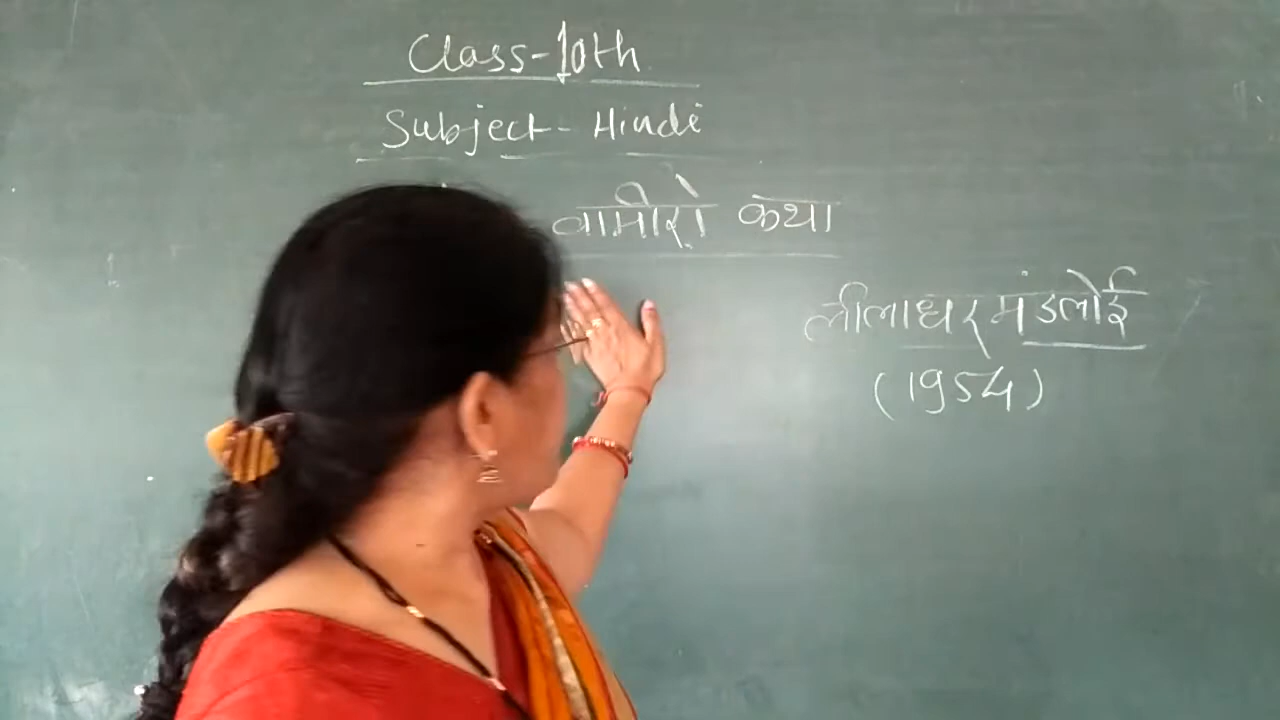 Class-10th
Subject- Hindi
वामीरो कथा
लीलाधर मंडलोई
(1954)